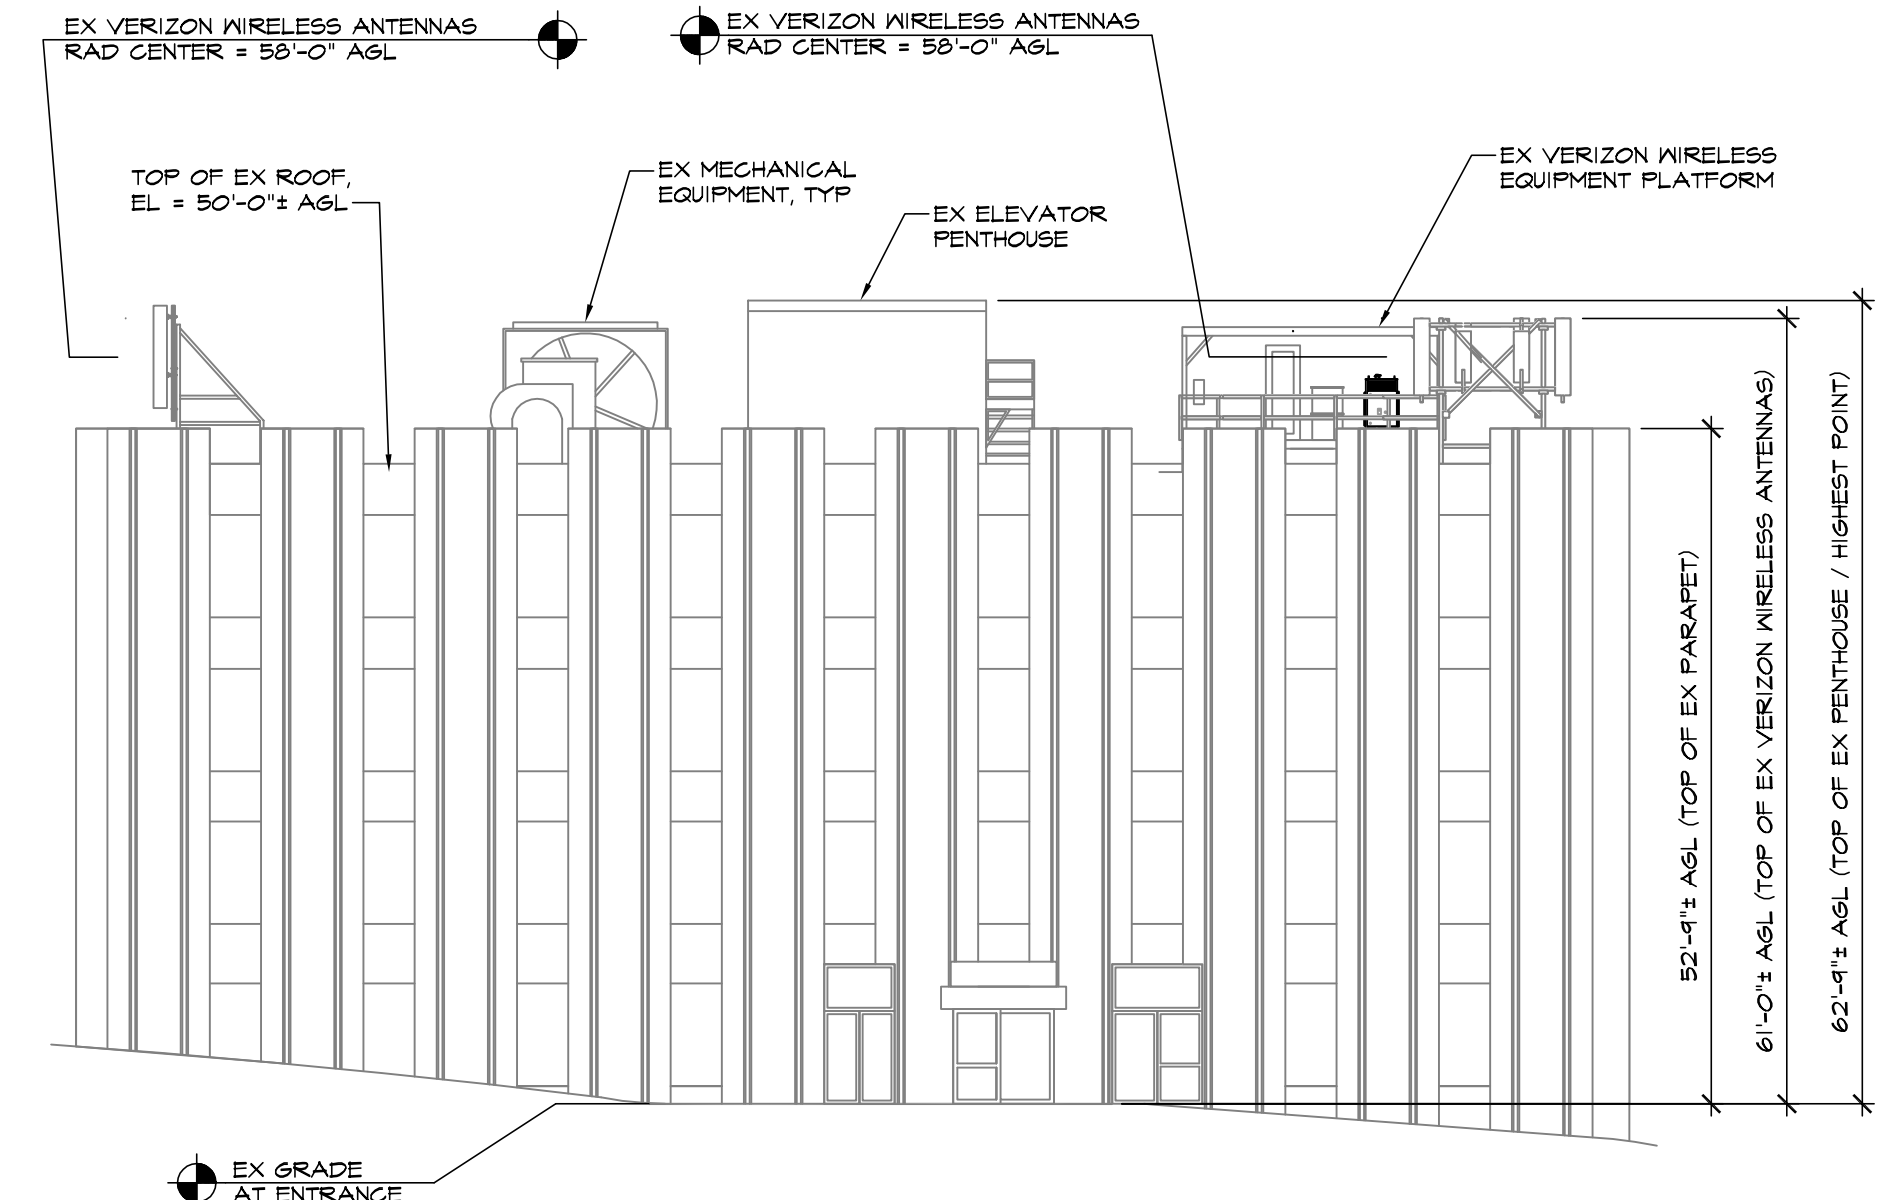 EX VERIZON WIRELESS ANTENNAS
RAD CENTER = 58'-0" AGL
EX VERIZON WIRELESS ANTENNAS
RAD CENTER = 58'-0" AGL
TOP OF EX ROOF,
EL = 50'-0"± AGL
EX MECHANICAL
EQUIPMENT, TYP
EX ELEVATOR
PENTHOUSE
EX VERIZON WIRELESS
EQUIPMENT PLATFORM
52'-9"± AGL (TOP OF EX PARAPET)
61'-0"± AGL (TOP OF EX VERIZON WIRELESS ANTENNAS)
62'-9"± AGL (TOP OF EX PENTHOUSE / HIGHEST POINT)
EX GRADE
AT ENTRANCE